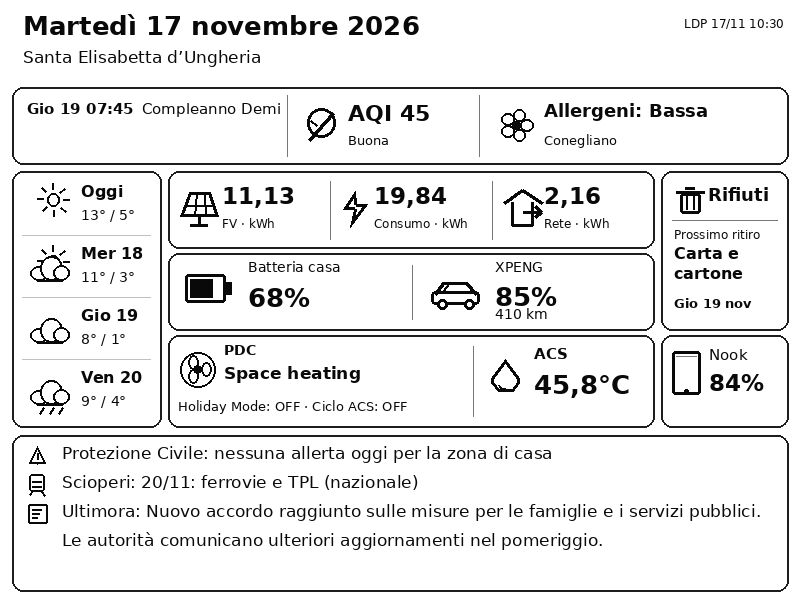 Martedì 17 novembre 2026
LDP 17/11 10:30
Santa Elisabetta d’Ungheria
Gio 19 07:45 Compleanno Demi
AQI 45
Buona
Allergeni: Bassa
Conegliano
Oggi
13° / 5°
Mer 18
11° / 3°
Gio 19
8° / 1°
Ven 20
9° / 4°
11,13
FV · kWh
19,84
Consumo · kWh
2,16
Rete · kWh
Batteria casa
68%
XPENG
85%
410 km
PDC
Space heating
Holiday Mode: OFF · Ciclo ACS: OFF
ACS
45,8°C
Rifiuti
Prossimo ritiro
Carta e
cartone
Gio 19 nov
Nook
84%
Protezione Civile: nessuna allerta oggi per la zona di casa
Scioperi: 20/11: ferrovie e TPL (nazionale)
Ultimora: Nuovo accordo raggiunto sulle misure per le famiglie e i servizi pubblici.
Le autorità comunicano ulteriori aggiornamenti nel pomeriggio.